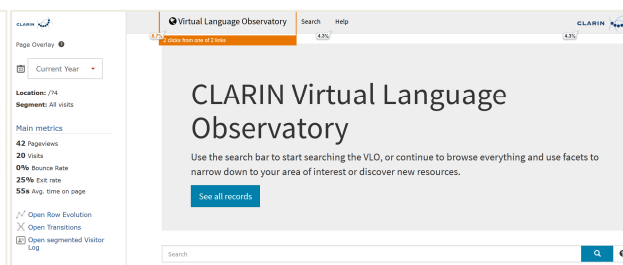 CLARIN
Page Overlay
Current Year
Location: /?4
Segment: All visits
Main metrics
42 Pageviews
20 Visits
0% Bounce Rate
25% Exit rate
55s Avg. time on page
Open Row Evolution
Open Transitions
Open segmented Visitor
Log
Virtual Language Observatory
Search
Help
CLARIN
8.7%
2 clicks from one of 2 links
4.3%
4.3%
CLARIN Virtual Language
Observatory
Use the search bar to start searching the VLO, or continue to browse everything and use facets to
narrow down to your area of interest or discover new resources.
See all records
Search